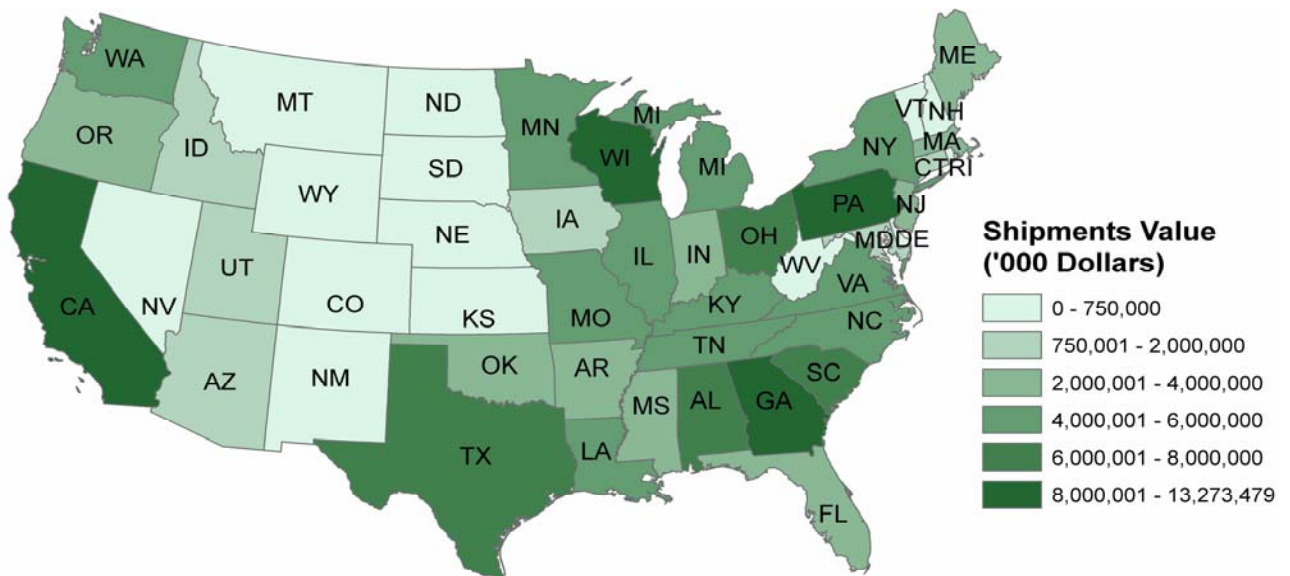 WA
MT
ND
MN
MI
ME
VT
NH
OR
ID
SD
WI
MI
NY
MA
CT
RI
WY
IA
PA
NJ
NE
OH
MD
DE
NV
UT
IL
IN
WV
CA
CO
KS
MO
KY
VA
NC
TN
AZ
NM
OK
AR
SC
MS
AL
GA
TX
LA
FL
Shipments Value
('000 Dollars)
0 - 750,000
750,001 - 2,000,000
2,000,001 - 4,000,000
4,000,001 - 6,000,000
6,000,001 - 8,000,000
8,000,001 - 13,273,479